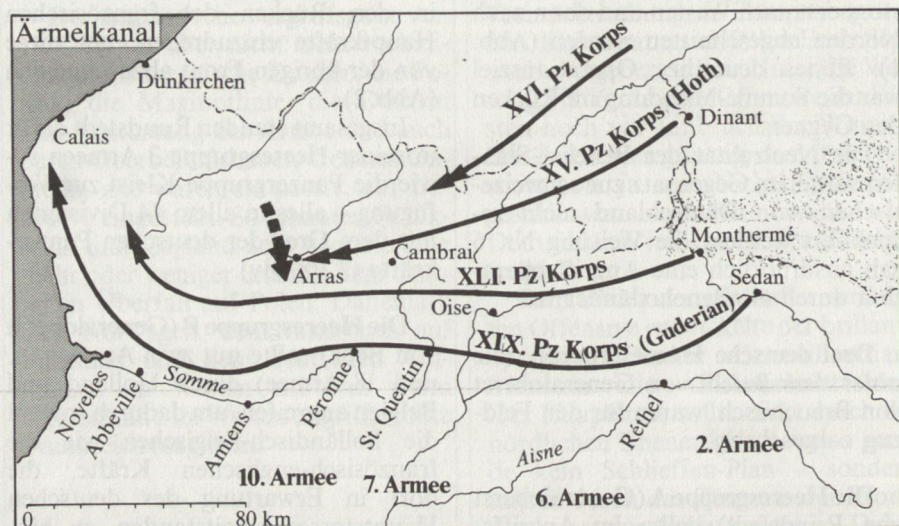 Ärmelkanal
Dünkirchen
Calais
XVI. Pz Korps
XV. Pz Korps (Hoth)
Dinant
Cambrai
Arras
Monthermé
XLI. Pz Korps
Sedan
Oise
XIX. Pz Korps (Guderian)
Somme
Noyelles
Abbeville
Amiens
Péronne
St. Quentin
Réthel
Aisne
2. Armee
10. Armee
7. Armee
6. Armee
0 80 km